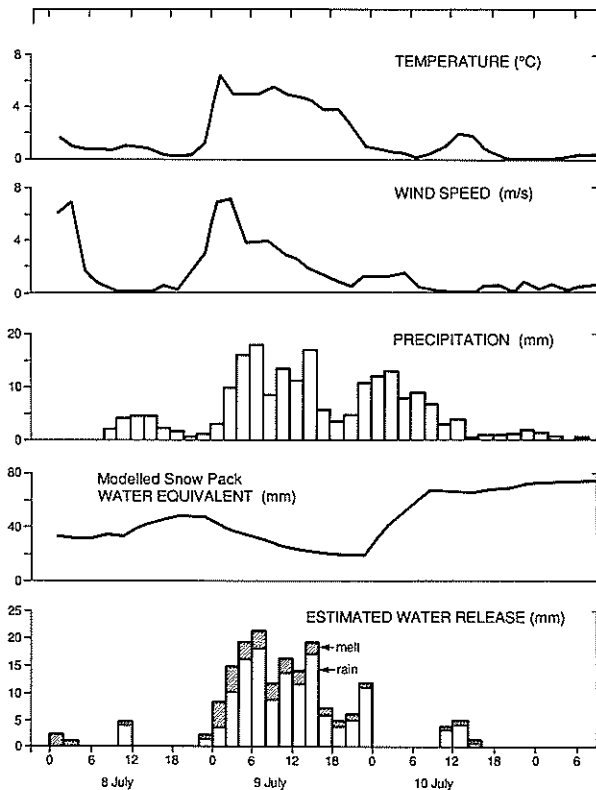 8
TEMPERATURE (°C)
4
0
8
WIND SPEED (m/s)
4
0
20
PRECIPITATION (mm)
10
0
80
Modelled Snow Pack
WATER EQUIVALENT (mm)
40
0
25
ESTIMATED WATER RELEASE (mm)
20
melt
15
rain
10
5
0
0 6 12 18 0 6 12 18 0 6 12 18 0 6
8 July 9 July 10 July